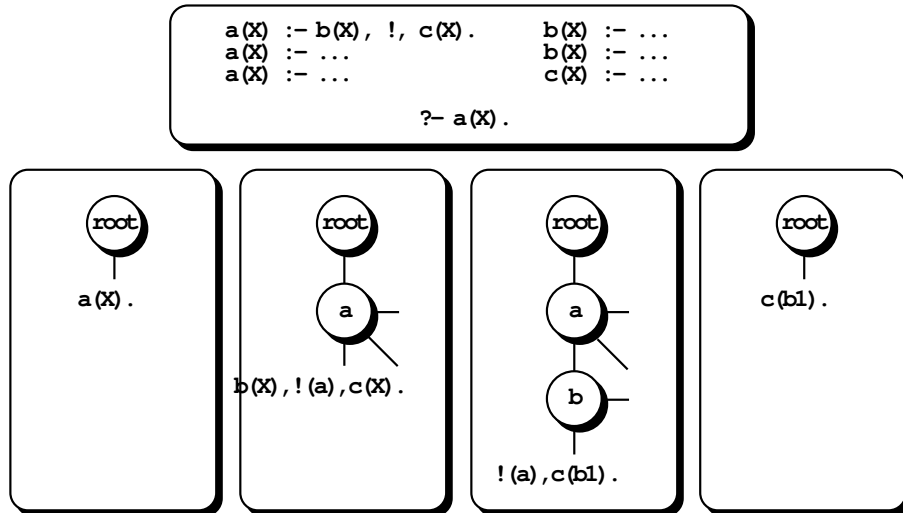 a(X) :- b(X), !, c(X). b(X) :- ...
a(X) :- ... b(X) :- ...
a(X) :- ... c(X) :- ...
?- a(X).
root
a(X).
root
a
b(X),!(a),c(X).
root
a
b
!(a),c(b1).
root
c(b1).